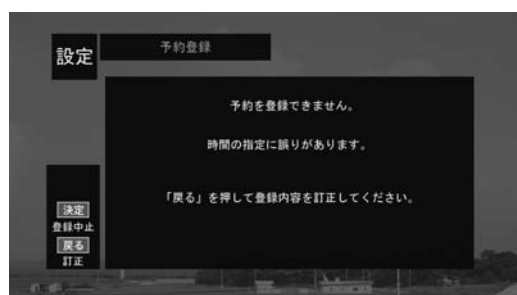 設定
予約登録
予約を登録できません。
時間の指定に誤りがあります。
「戻る」を押して登録内容を訂正してください。
決定
登録中止
戻る
訂正